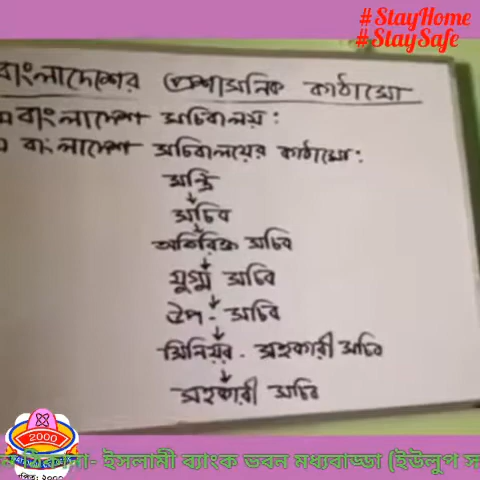 #StayHome
#StaySafe
বাংলাদেশের প্রশাসনিক কাঠামো
বাংলাদেশ সচিবালয় :
বাংলাদেশ সচিবালয়ের কাঠামো :
মন্ত্রি
↓
সচিব
↓
অতিরিক্ত সচিব
↓
যুগ্ম সচিব
↓
উপ - সচিব
↓
সিনিয়র - সহকারী সচিব
↓
সহকারী সচিব
2000
- ইসলামী ব্যাংক ভবন মধ্যবাড্ডা (ইউলুপ